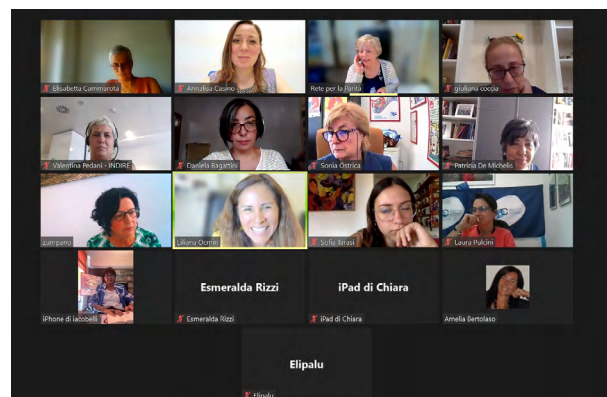 Elisabetta Cammarota
Annalisa Casino
Rete per la Parità
giuliana coccia
Valentina Pedani - INDIRE
Daniela Bagattini
Sonia Ostrica
Patrizia De Michelis
zumpano
Liliana Ocmin
Sofia Tarasi
Laura Pulcini
iPhone di iacobelli
Esmeralda Rizzi
Esmeralda Rizzi
iPad di Chiara
iPad di Chiara
Amelia Bertolaso
Elipalu
Elipalu